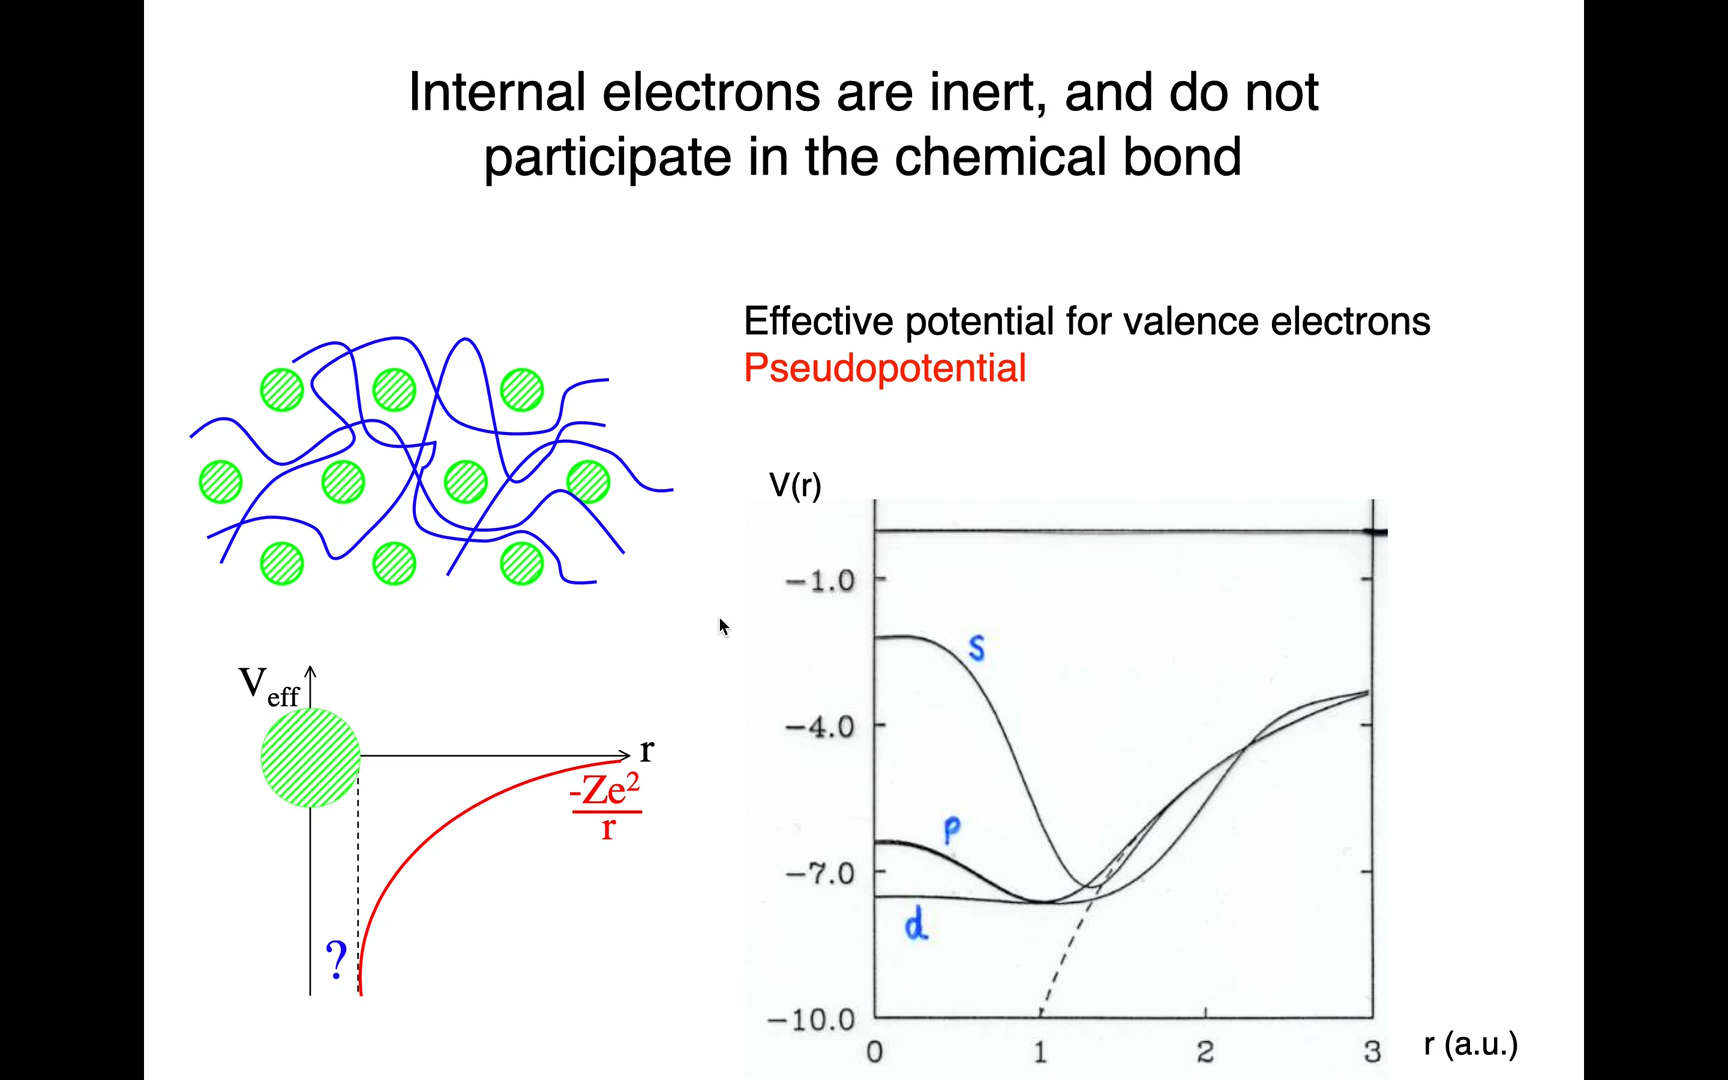 Internal electrons are inert, and do not
participate in the chemical bond
Effective potential for valence electrons
Pseudopotential
V(r)
-1.0
-4.0
-7.0
-10.0
0 1 2 3
r (a.u.)
s
p
d
Veff
r
-Ze²
r
?